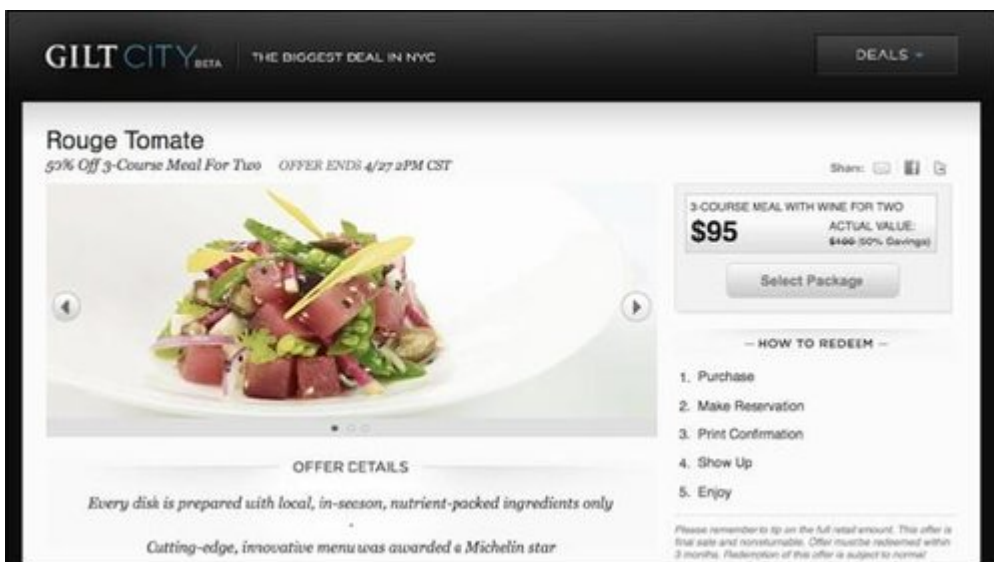 GILT CITY BETA THE BIGGEST DEAL IN NYC
DEALS
Rouge Tomate
50% Off 3-Course Meal For Two OFFER ENDS 4/27 2PM CST
Share:
3-COURSE MEAL WITH WINE FOR TWO
$95
ACTUAL VALUE:
(50% Savings)
Select Package
– HOW TO REDEEM –
1. Purchase
2. Make Reservation
3. Print Confirmation
4. Show Up
5. Enjoy
OFFER DETAILS
Every dish is prepared with local, in-season, nutrient-packed ingredients only
Cutting-edge, innovative menu was awarded a Michelin star
Please remember to tip on the full retail amount. This offer is
final sale and nonreturnable. Offer must be redeemed within
3 months. Redemption of this offer is subject to normal